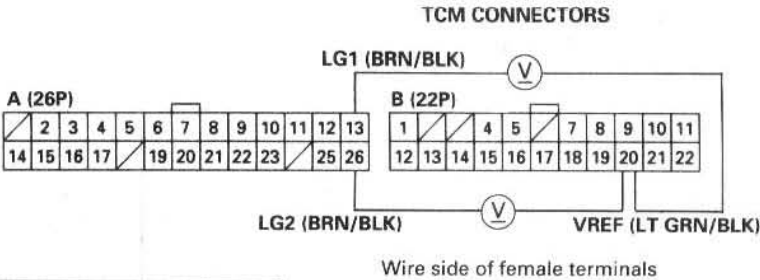 TCM CONNECTORS
LG1 (BRN/BLK)
V
A (26P)
B (22P)
2 3 4 5 6 7 8 9 10 11 12 13
1 4 5 7 8 9 10 11
14 15 16 17 19 20 21 22 23 25 26
12 13 14 15 16 17 18 19 20 21 22
LG2 (BRN/BLK)
V
VREF (LT GRN/BLK)
Wire side of female terminals